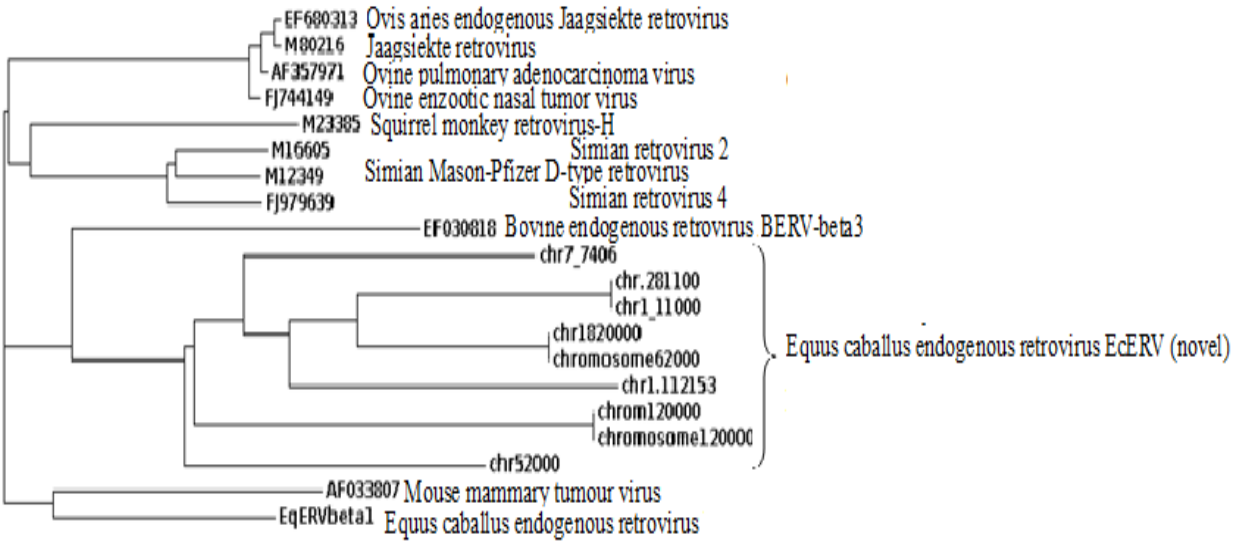 EF680313 Ovis aries endogenous Jaagsiekte retrovirus
M80216 Jaagsiekte retrovirus
AF357971 Ovine pulmonary adenocarcinoma virus
FJ744149 Ovine enzootic nasal tumor virus
M23385 Squirrel monkey retrovirus-H
M16605 Simian retrovirus 2
M12349 Simian Mason-Pfizer D-type retrovirus
FJ979639 Simian retrovirus 4
EF030818 Bovine endogenous retrovirus BERV-beta3
chr7_7406
chr.281100
chr1_11000
chr1820000
chromosome62000
Equus caballus endogenous retrovirus EcERV (novel)
chr1.112153
chrom120000
chromosome120000
chr52000
AF033807 Mouse mammary tumour virus
EqERVbeta1 Equus caballus endogenous retrovirus